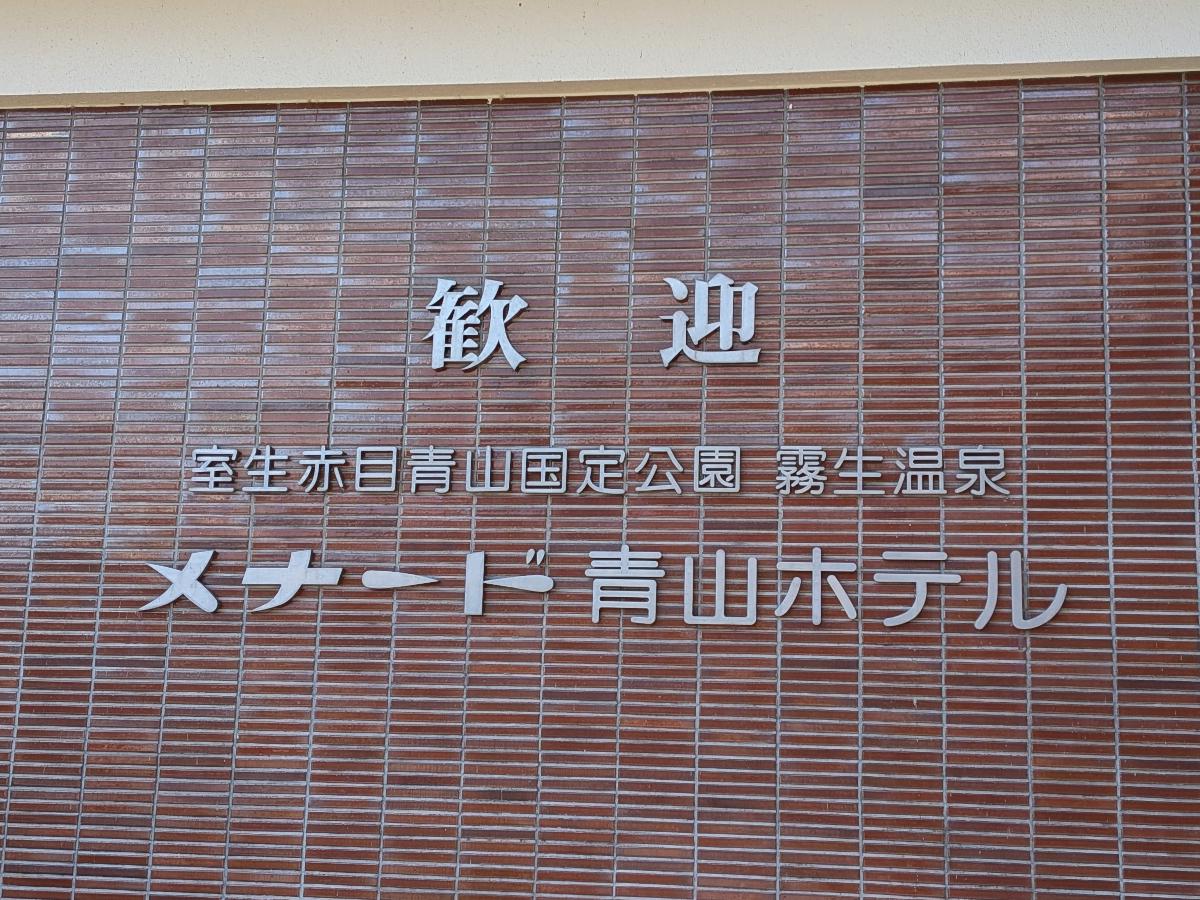 歓迎
室生赤目青山国定公園 霧生温泉
メナード青山ホテル